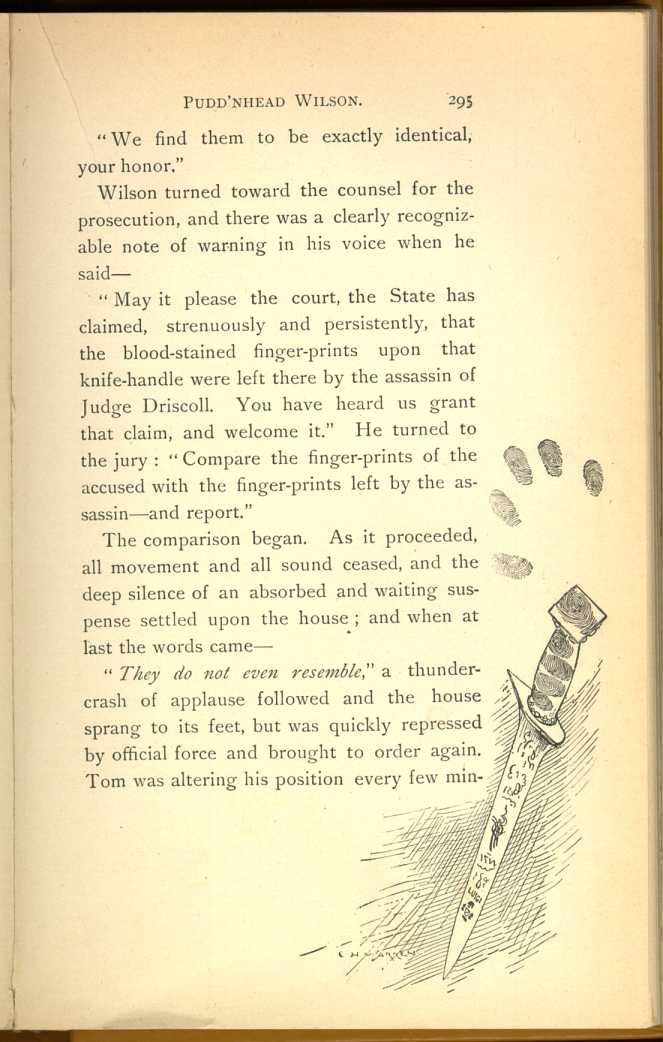 PUDD'NHEAD WILSON. 295
“ We find them to be exactly identical,
your honor.”
Wilson turned toward the counsel for the
prosecution, and there was a clearly recogniz-
able note of warning in his voice when he
said—
“ May it please the court, the State has
claimed, strenuously and persistently, that
the blood-stained finger-prints upon that
knife-handle were left there by the assassin of
Judge Driscoll. You have heard us grant
that claim, and welcome it.” He turned to
the jury : “ Compare the finger-prints of the
accused with the finger-prints left by the as-
sassin—and report.”
The comparison began. As it proceeded,
all movement and all sound ceased, and the
deep silence of an absorbed and waiting sus-
pense settled upon the house ; and when at
last the words came—
“ They do not even resemble,” a thunder-
crash of applause followed and the house
sprang to its feet, but was quickly repressed
by official force and brought to order again.
Tom was altering his position every few min-
LUIGI